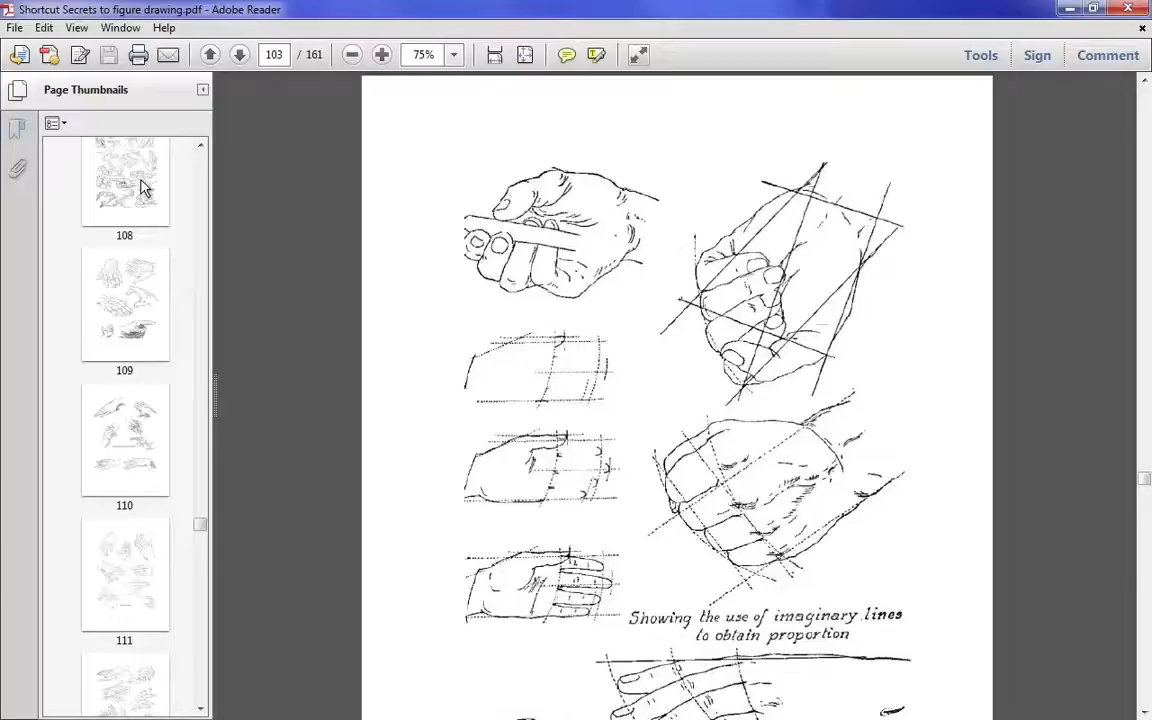 Shortcut Secrets to figure drawing.pdf - Adobe Reader
File Edit View Window Help
103 / 161 75% Tools Sign Comment
Page Thumbnails
108
109
110
111
Showing the use of imaginary lines
to obtain proportion